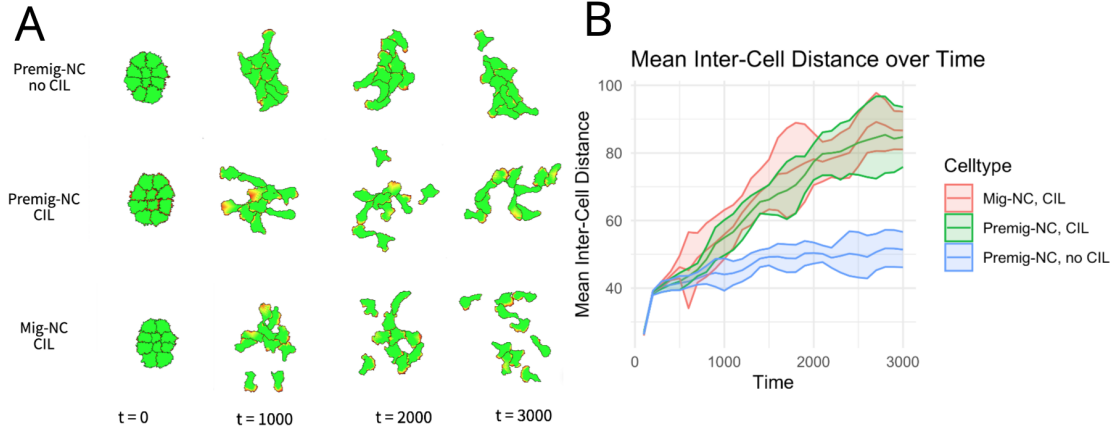 A
Premig-NC
no CIL
Premig-NC
CIL
Mig-NC
CIL
t = 0
t = 1000
t = 2000
t = 3000
B
Mean Inter-Cell Distance over Time
Mean Inter-Cell Distance
100
80
60
40
0
1000
2000
3000
Time
Celltype
Mig-NC, CIL
Premig-NC, CIL
Premig-NC, no CIL